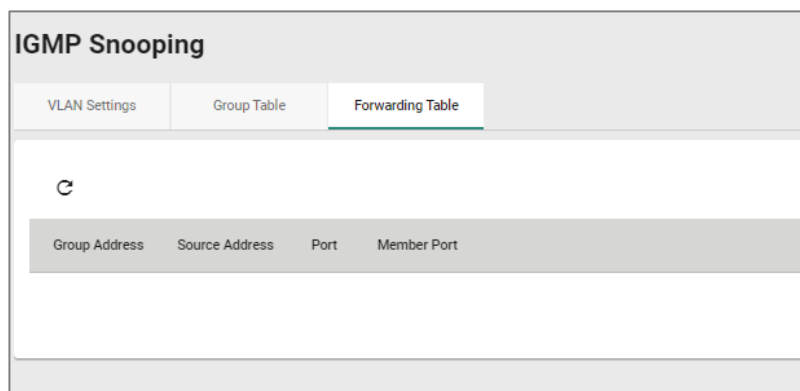 IGMP Snooping
VLAN Settings Group Table Forwarding Table
Group Address Source Address Port Member Port